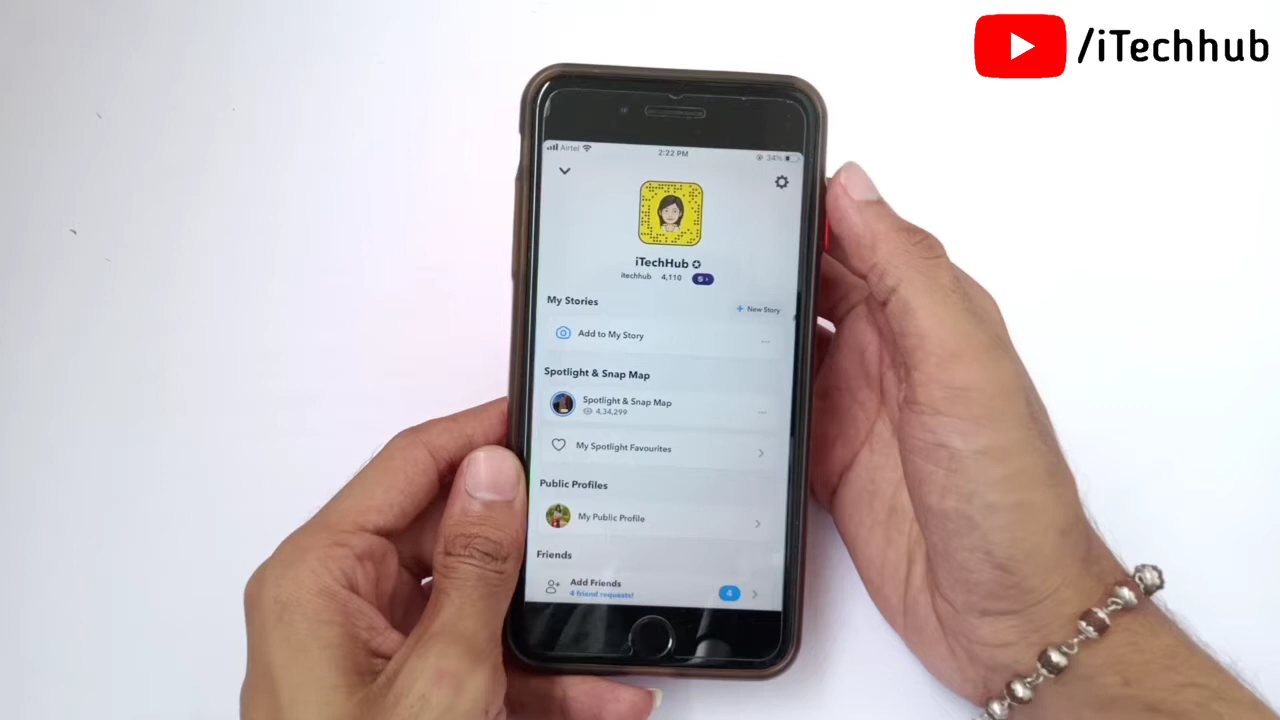 /iTechhub
Airtel
2:22 PM
34%
iTechHub
itechhub 4,110 S+
My Stories
+ New Story
Add to My Story
Spotlight & Snap Map
Spotlight & Snap Map
4,34,299
My Spotlight Favourites
Public Profiles
My Public Profile
Friends
Add Friends
4 friend requests!
4